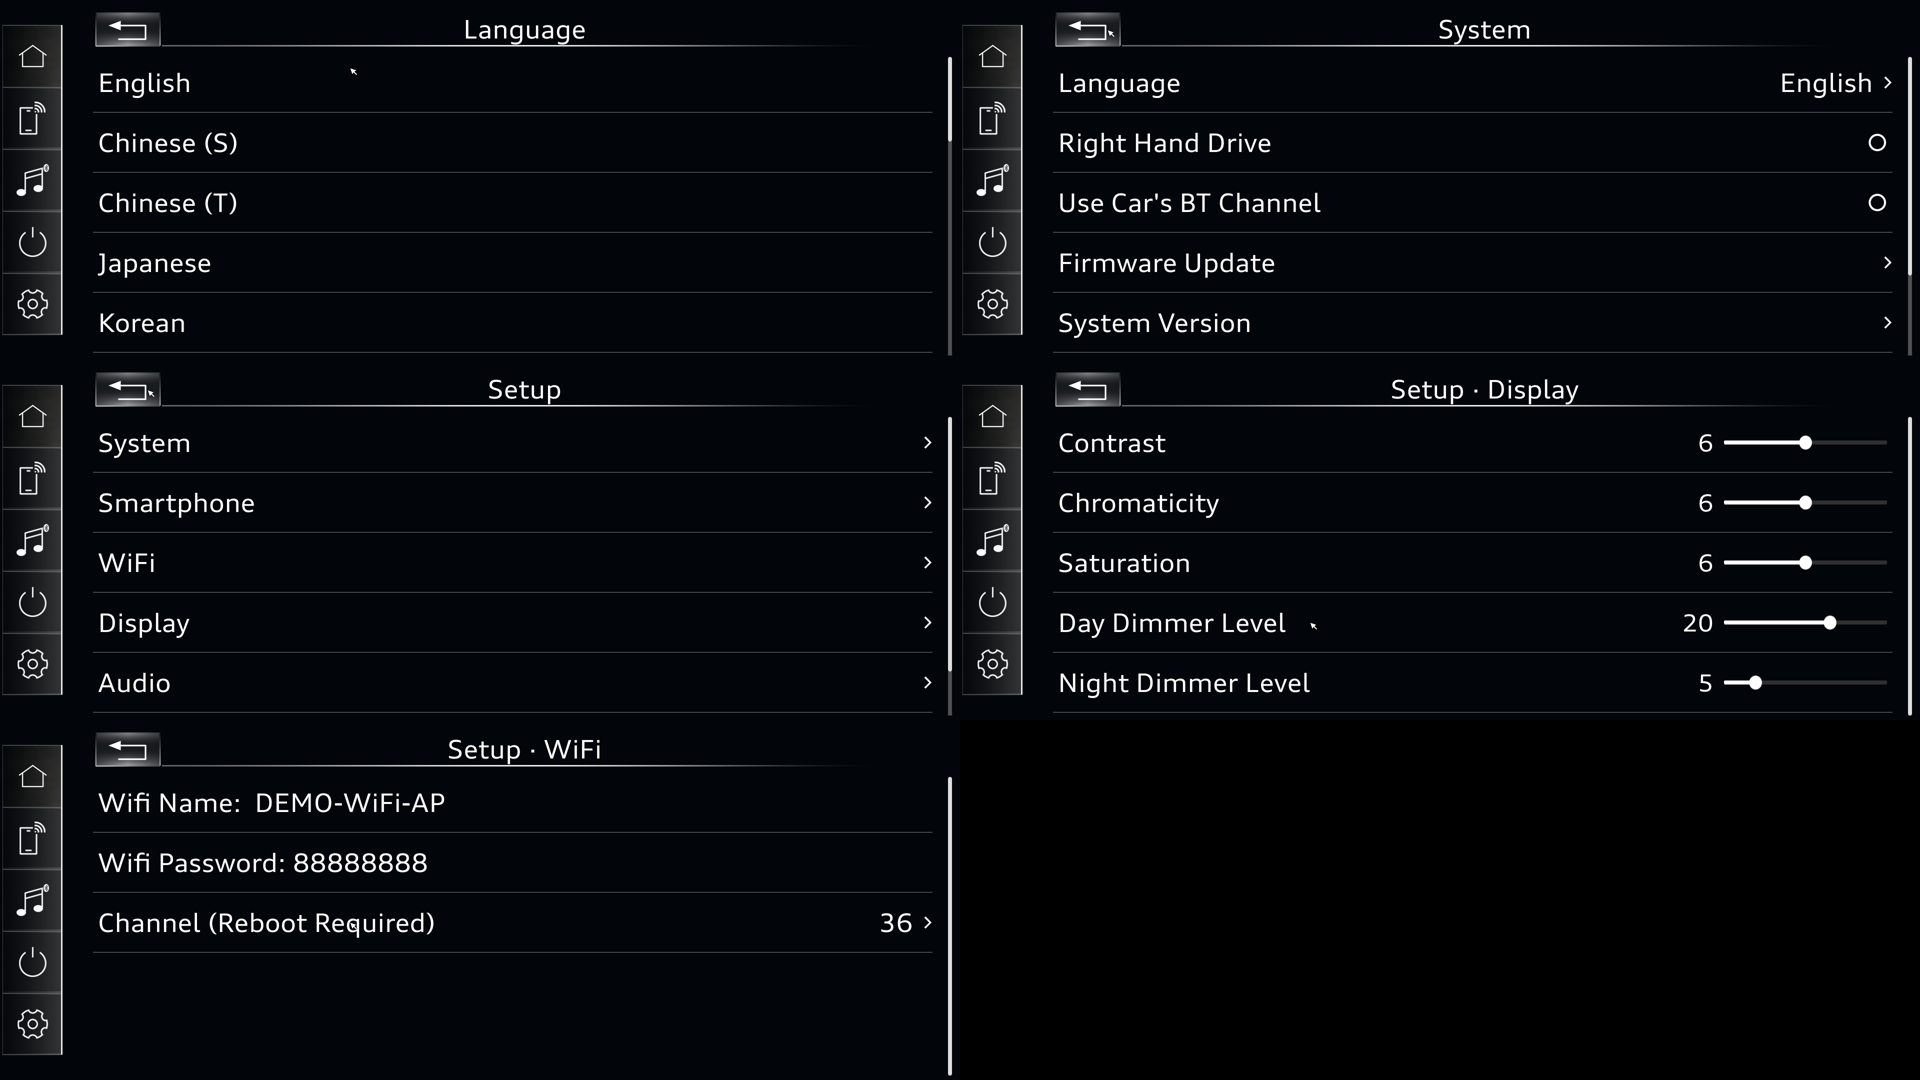 Language
English
Chinese (S)
Chinese (T)
Japanese
Korean
System
Language English
Right Hand Drive
Use Car's BT Channel
Firmware Update
System Version
Setup
System
Smartphone
WiFi
Display
Audio
Setup · Display
Contrast 6
Chromaticity 6
Saturation 6
Day Dimmer Level 20
Night Dimmer Level 5
Setup · WiFi
Wifi Name: DEMO-WiFi-AP
Wifi Password: 88888888
Channel (Reboot Required) 36